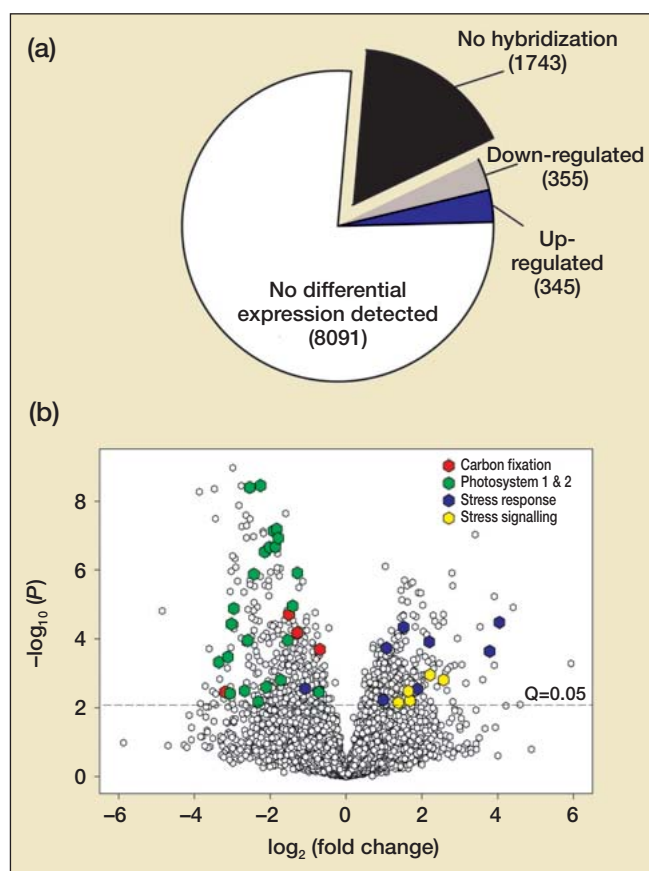 (a)
No hybridization
(1743)
Down-regulated
(355)
Up-
regulated
(345)
No differential
expression detected
(8091)
(b)
Carbon fixation
Photosystem 1 & 2
Stress response
Stress signalling
8
6
4
2
0
−log10 (P)
Q=0.05
−6 −4 −2 0 2 4 6
log2 (fold change)